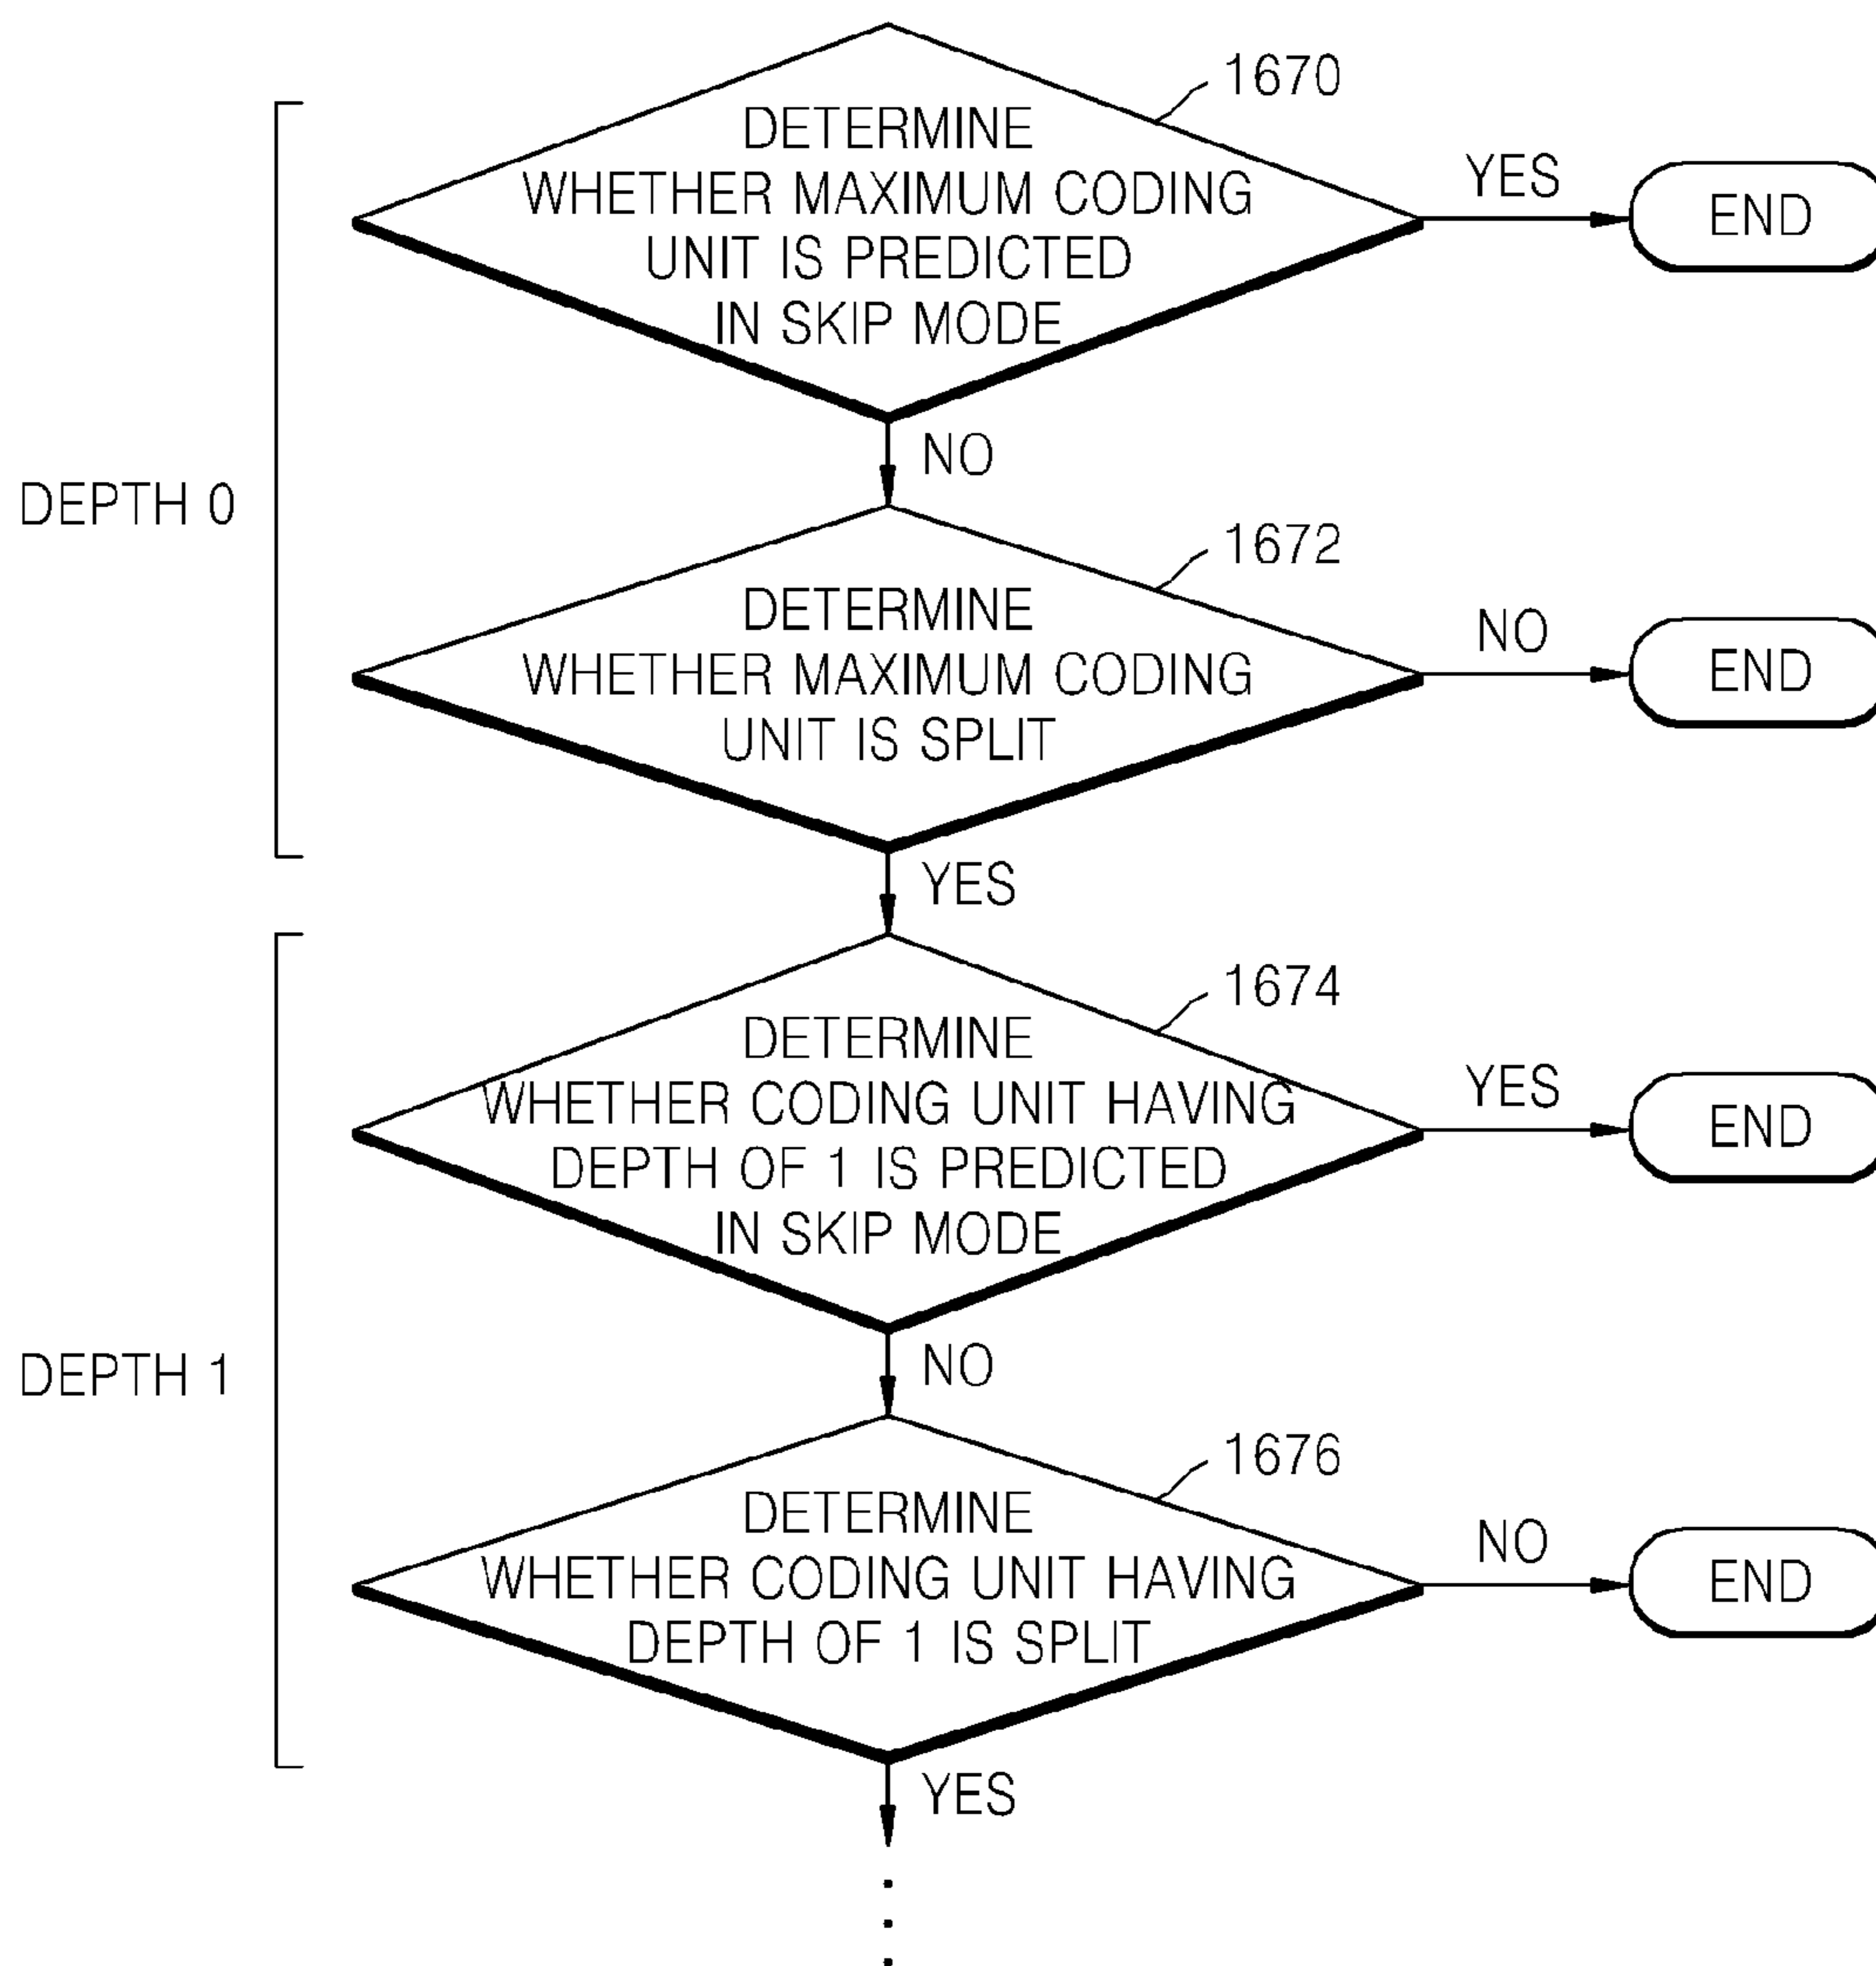 1670
DETERMINE
WHETHER MAXIMUM CODING
UNIT IS PREDICTED
IN SKIP MODE
YES
END
NO
DEPTH 0
1672
DETERMINE
WHETHER MAXIMUM CODING
UNIT IS SPLIT
NO
END
YES
1674
DETERMINE
WHETHER CODING UNIT HAVING
DEPTH OF 1 IS PREDICTED
IN SKIP MODE
YES
END
NO
DEPTH 1
1676
DETERMINE
WHETHER CODING UNIT HAVING
DEPTH OF 1 IS SPLIT
NO
END
YES